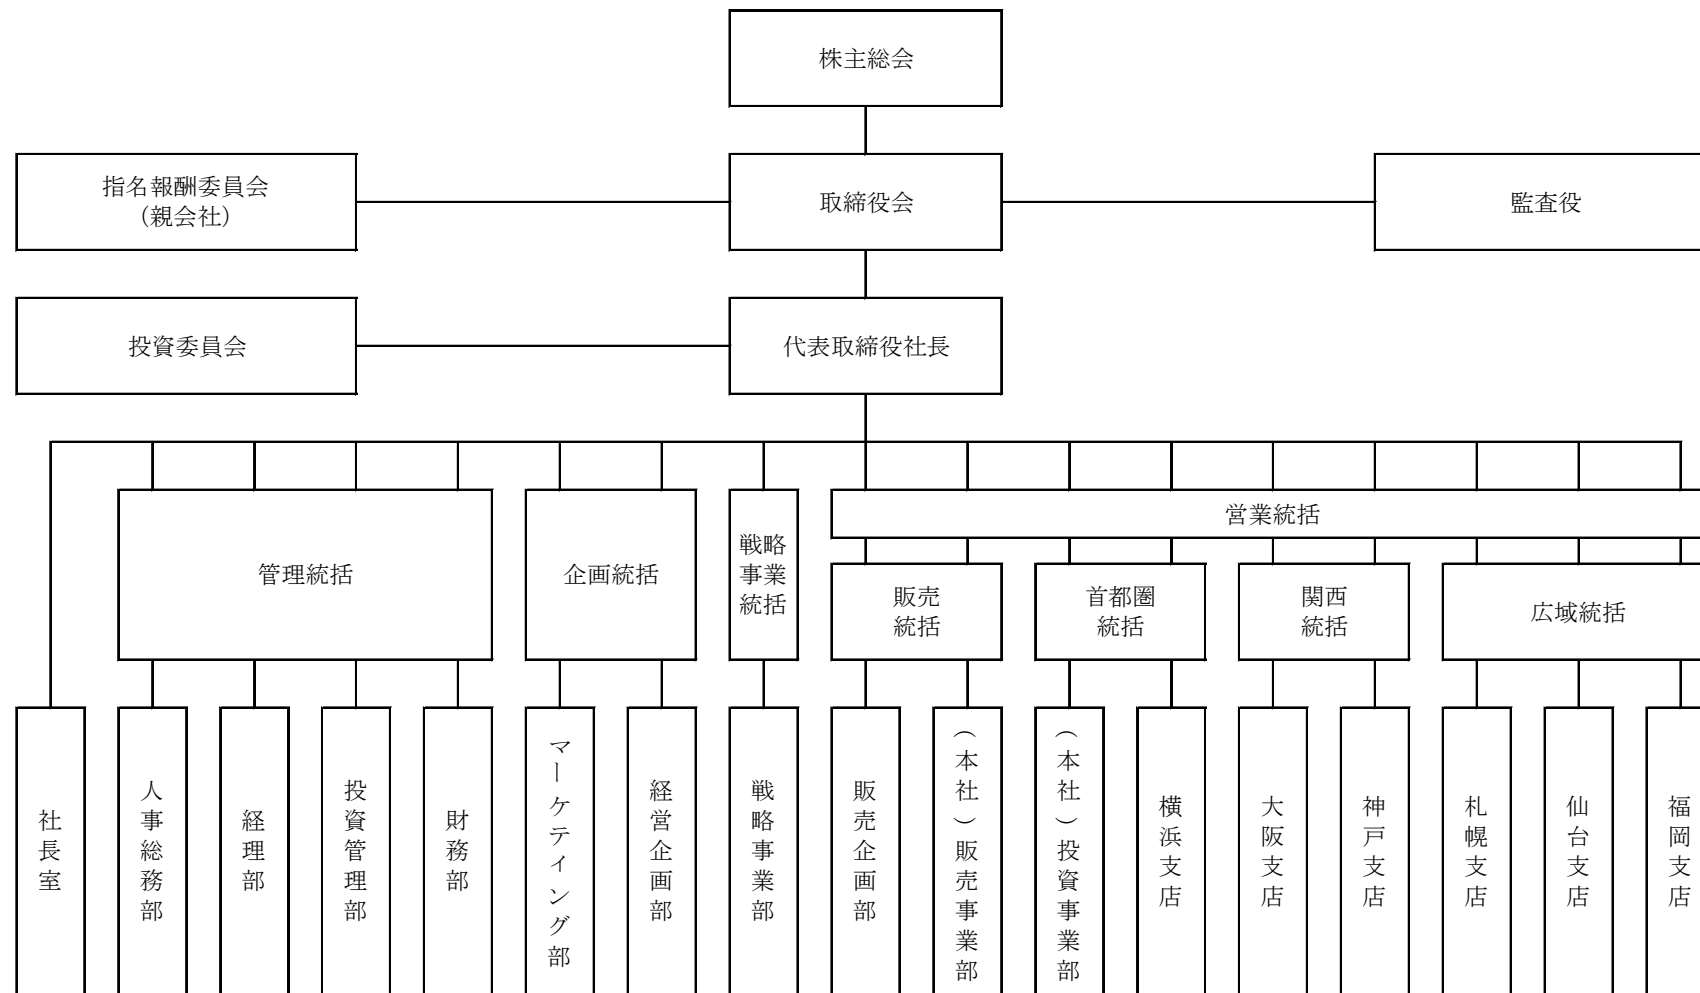 株主総会
指名報酬委員会
（親会社）
取締役会
監査役
投資委員会
代表取締役社長
管理統括
企画統括
戦略
事業
統括
営業統括
販売
統括
首都圏
統括
関西
統括
広域統括
社長室
人事総務部
経理部
投資管理部
財務部
マーケティング部
経営企画部
戦略事業部
販売企画部
（本社）販売事業部
（本社）投資事業部
横浜支店
大阪支店
神戸支店
札幌支店
仙台支店
福岡支店